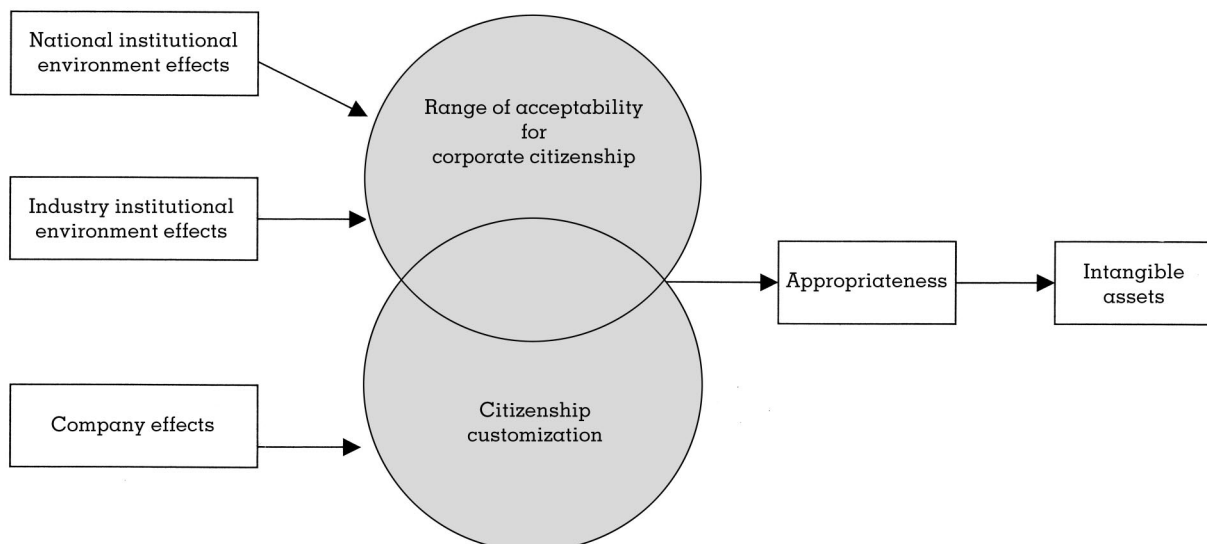 National institutional
environment effects
Range of acceptability
for
corporate citizenship
Industry institutional
environment effects
Appropriateness
Intangible
assets
Company effects
Citizenship
customization